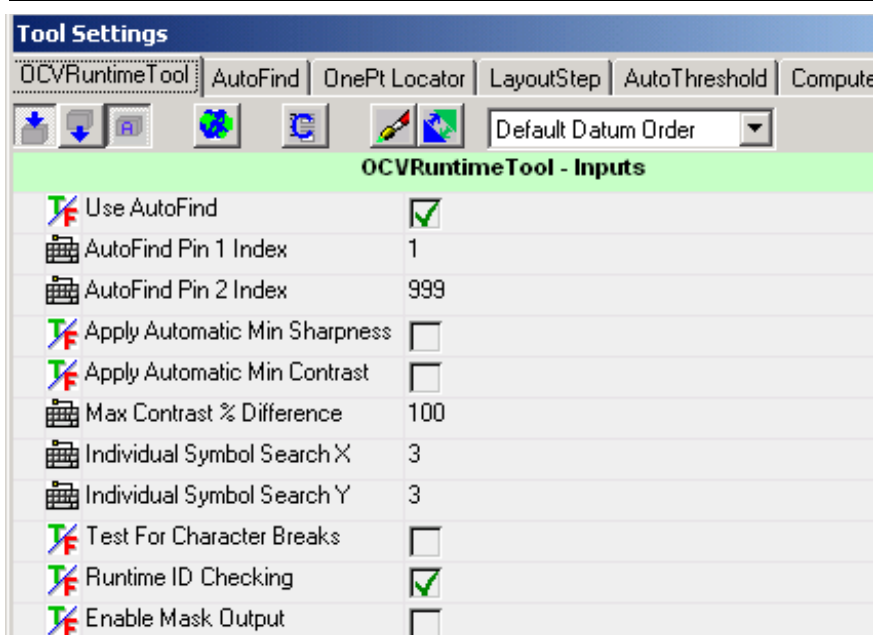 Tool Settings
OCVRuntimeTool AutoFind OnePt Locator LayoutStep AutoThreshold Compute
A C Default Datum Order
OCVRuntimeTool - Inputs
T/F Use AutoFind
AutoFind Pin 1 Index 1
AutoFind Pin 2 Index 999
T/F Apply Automatic Min Sharpness
T/F Apply Automatic Min Contrast
Max Contrast % Difference 100
Individual Symbol Search X 3
Individual Symbol Search Y 3
T/F Test For Character Breaks
T/F Runtime ID Checking
T/F Enable Mask Output